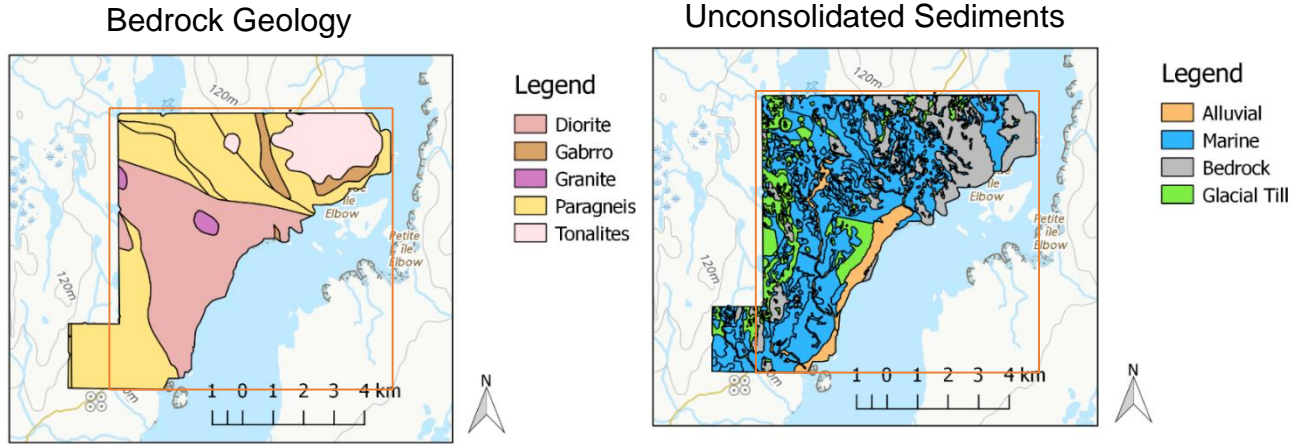 Bedrock Geology
120m
île
Elbow
Petite
île
Elbow
120m
1 0 1 2 3 4 km
N
Legend
Diorite
Gabrro
Granite
Paragneis
Tonalites
Unconsolidated Sediments
120m
île
Elbow
Petite
île
Elbow
120m
1 0 1 2 3 4 km
N
Legend
Alluvial
Marine
Bedrock
Glacial Till